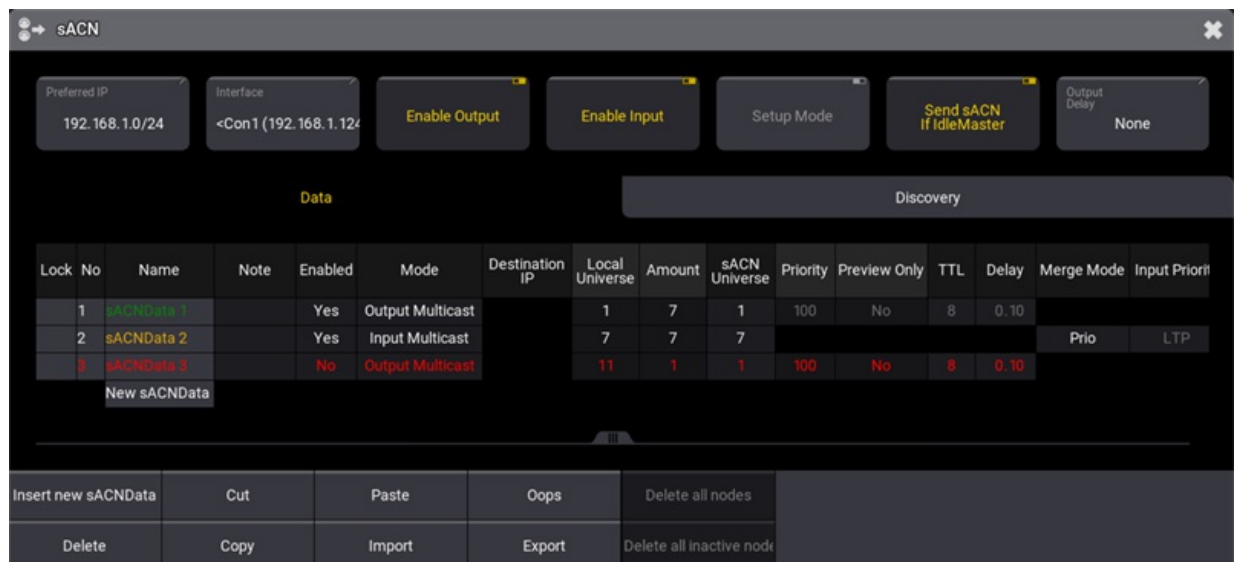 sACN
Preferred IP
192.168.1.0/24
Interface
<Con1 (192.168.1.124
Enable Output
Enable Input
Setup Mode
Send sACN
If IdleMaster
Output
Delay
None
Data
Discovery
Lock No Name Note Enabled Mode Destination IP Local Universe Amount sACN Universe Priority Preview Only TTL Delay Merge Mode Input Priorit
1 sACNData 1 Yes Output Multicast 1 7 1 100 No 8 0.10
2 sACNData 2 Yes Input Multicast 7 7 7 Prio LTP
3 sACNData 3 No Output Multicast 11 1 1 100 No 8 0.10
New sACNData
Insert new sACNData Cut Paste Oops Delete all nodes
Delete Copy Import Export Delete all inactive node